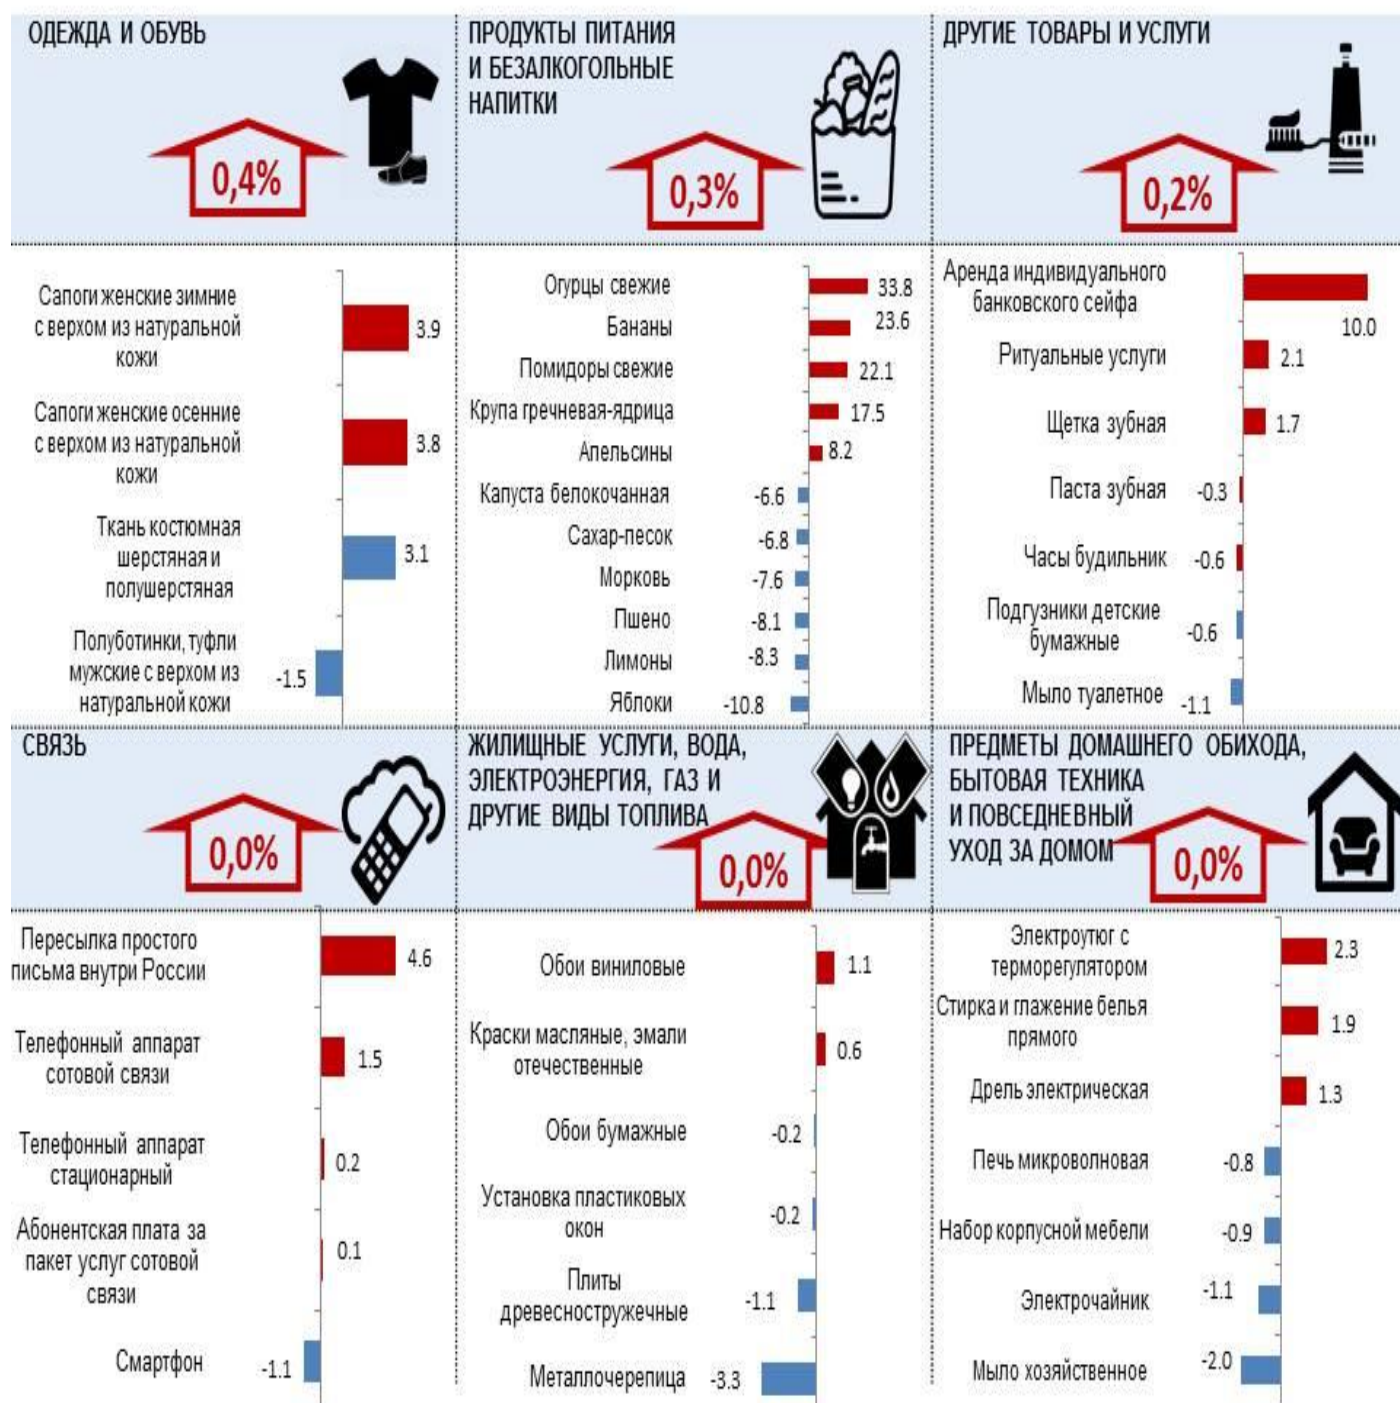 ОДЕЖДА И ОБУВЬ
0,4%
Сапоги женские зимние
с верхом из натуральной
кожи
3.9
Сапоги женские осенние
с верхом из натуральной
кожи
3.8
Ткань костюмная
шерстяная и
полушерстяная
3.1
Полуботинки, туфли
мужские с верхом из
натуральной кожи
-1.5
ПРОДУКТЫ ПИТАНИЯ
И БЕЗАЛКОГОЛЬНЫЕ
НАПИТКИ
0,3%
Огурцы свежие 33.8
Бананы 23.6
Помидоры свежие 22.1
Крупа гречневая-ядрица 17.5
Апельсины 8.2
Капуста белокочанная -6.6
Сахар-песок -6.8
Морковь -7.6
Пшено -8.1
Лимоны -8.3
Яблоки -10.8
ДРУГИЕ ТОВАРЫ И УСЛУГИ
0,2%
Аренда индивидуального
банковского сейфа
10.0
Ритуальные услуги 2.1
Щетка зубная 1.7
Паста зубная -0.3
Часы будильник -0.6
Подгузники детские
бумажные
-0.6
Мыло туалетное -1.1
СВЯЗЬ
0,0%
Пересылка простого
письма внутри России
4.6
Телефонный аппарат
сотовой связи
1.5
Телефонный аппарат
стационарный
0.2
Абонентская плата за
пакет услуг сотовой
связи
0.1
Смартфон -1.1
ЖИЛИЩНЫЕ УСЛУГИ, ВОДА,
ЭЛЕКТРОЭНЕРГИЯ, ГАЗ И
ДРУГИЕ ВИДЫ ТОПЛИВА
0,0%
Обои виниловые 1.1
Краски масляные, эмали
отечественные
0.6
Обои бумажные -0.2
Установка пластиковых
окон
-0.2
Плиты
древесностружечные
-1.1
Металлочерепица -3.3
ПРЕДМЕТЫ ДОМАШНЕГО ОБИХОДА,
БЫТОВАЯ ТЕХНИКА
И ПОВСЕДНЕВНЫЙ
УХОД ЗА ДОМОМ
0,0%
Электроутюг с
терморегулятором
2.3
Стирка и глажение белья
прямого
1.9
Дрель электрическая 1.3
Печь микроволновая -0.8
Набор корпусной мебели -0.9
Электрочайник -1.1
Мыло хозяйственное -2.0